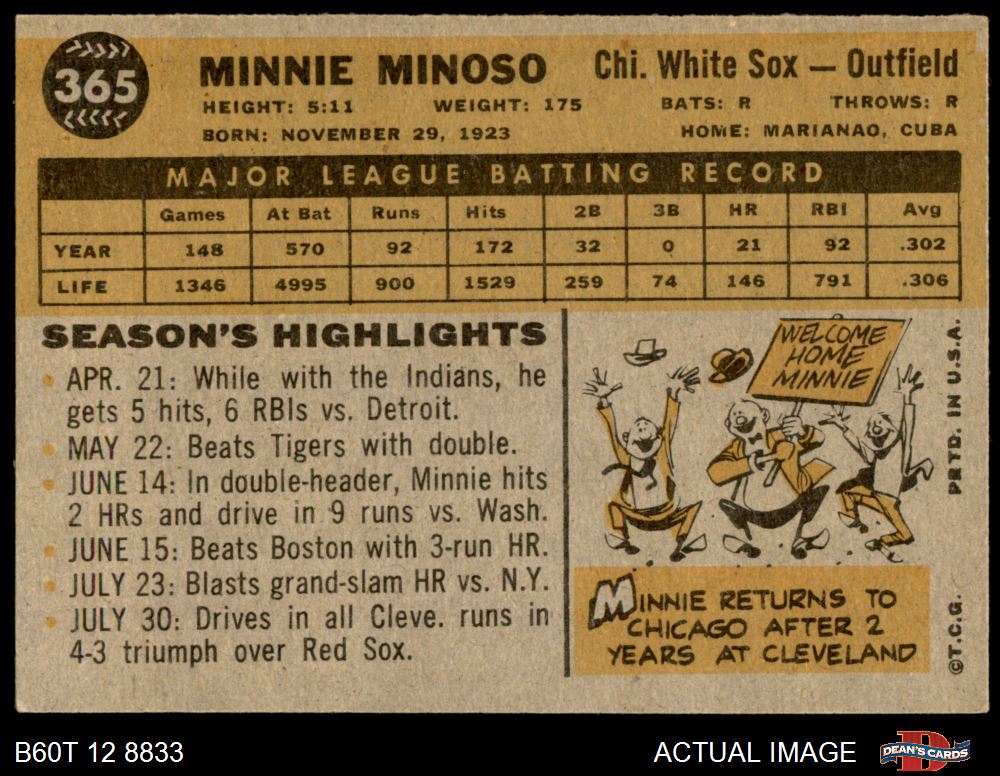 365
MINNIE MINOSO
Chi. White Sox — Outfield
HEIGHT: 5:11 WEIGHT: 175 BATS: R THROWS: R
BORN: NOVEMBER 29, 1923 HOME: MARIANAO, CUBA
MAJOR LEAGUE BATTING RECORD
Games At Bat Runs Hits 2B 3B HR RBI Avg
YEAR 148 570 92 172 32 0 21 92 .302
LIFE 1346 4995 900 1529 259 74 146 791 .306
SEASON'S HIGHLIGHTS
• APR. 21: While with the Indians, he
gets 5 hits, 6 RBIs vs. Detroit.
• MAY 22: Beats Tigers with double.
• JUNE 14: In double-header, Minnie hits
2 HRs and drive in 9 runs vs. Wash.
• JUNE 15: Beats Boston with 3-run HR.
• JULY 23: Blasts grand-slam HR vs. N.Y.
• JULY 30: Drives in all Cleve. runs in
4-3 triumph over Red Sox.
WELCOME
HOME
MINNIE
MINNIE RETURNS TO
CHICAGO AFTER 2
YEARS AT CLEVELAND
©T.C.G. PRTD. IN U.S.A.
B60T 12 8833
ACTUAL IMAGE
D
DEAN'S CARDS